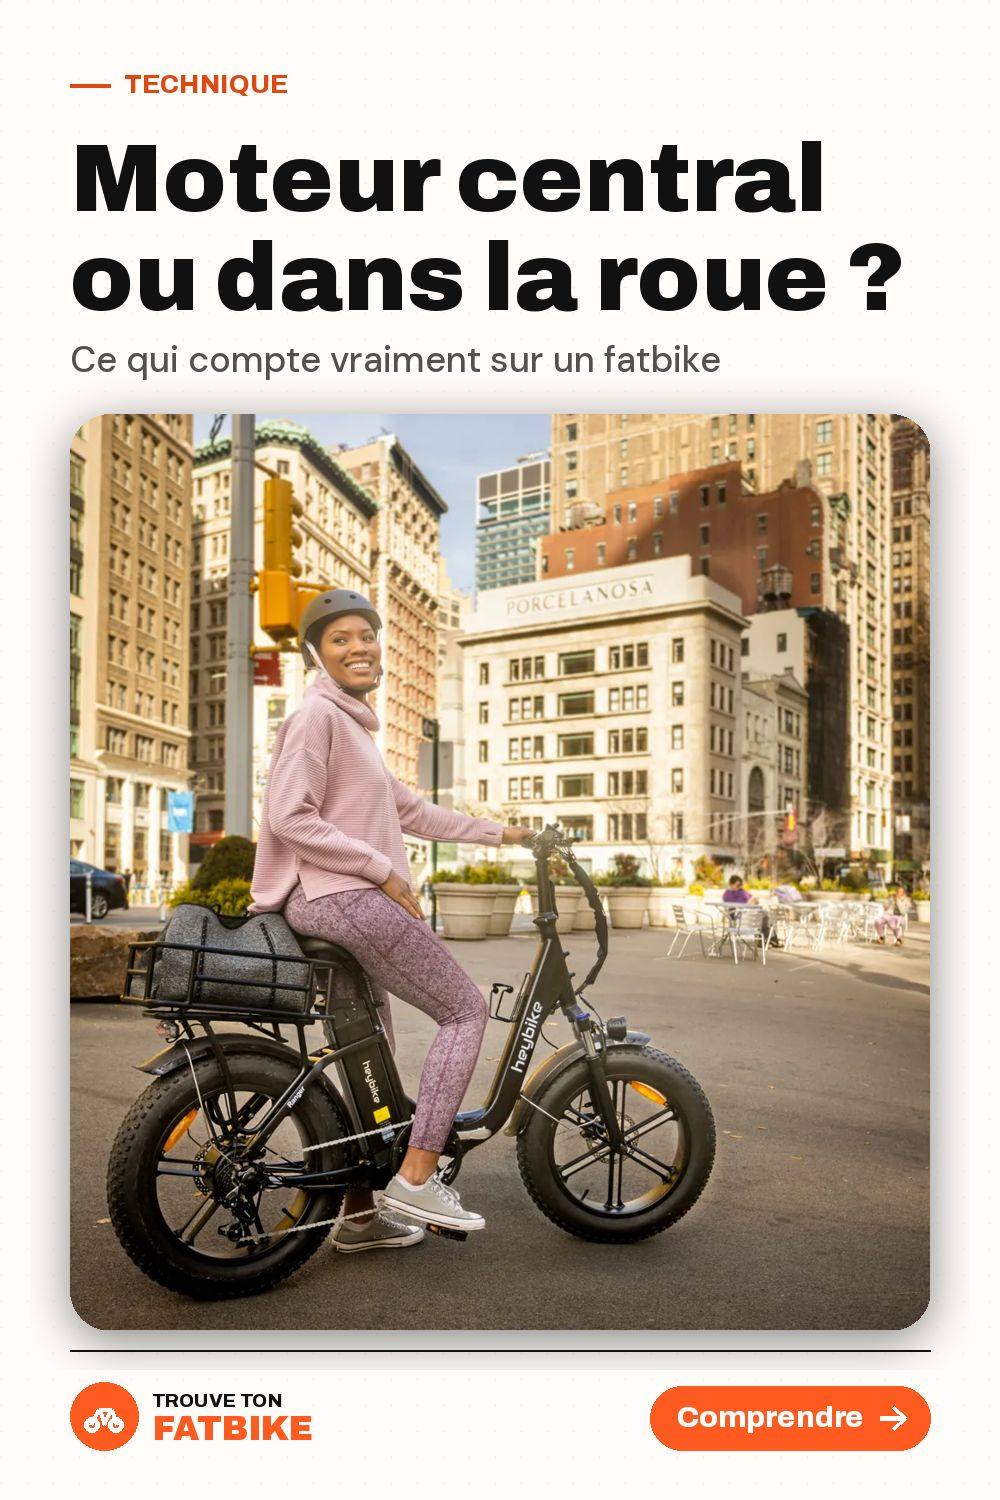 TECHNIQUE
Moteur central
ou dans la roue ?
Ce qui compte vraiment sur un fatbike
PORCELANOSA
heybike
heybike
Ranger
TROUVE TON
FATBIKE
Comprendre